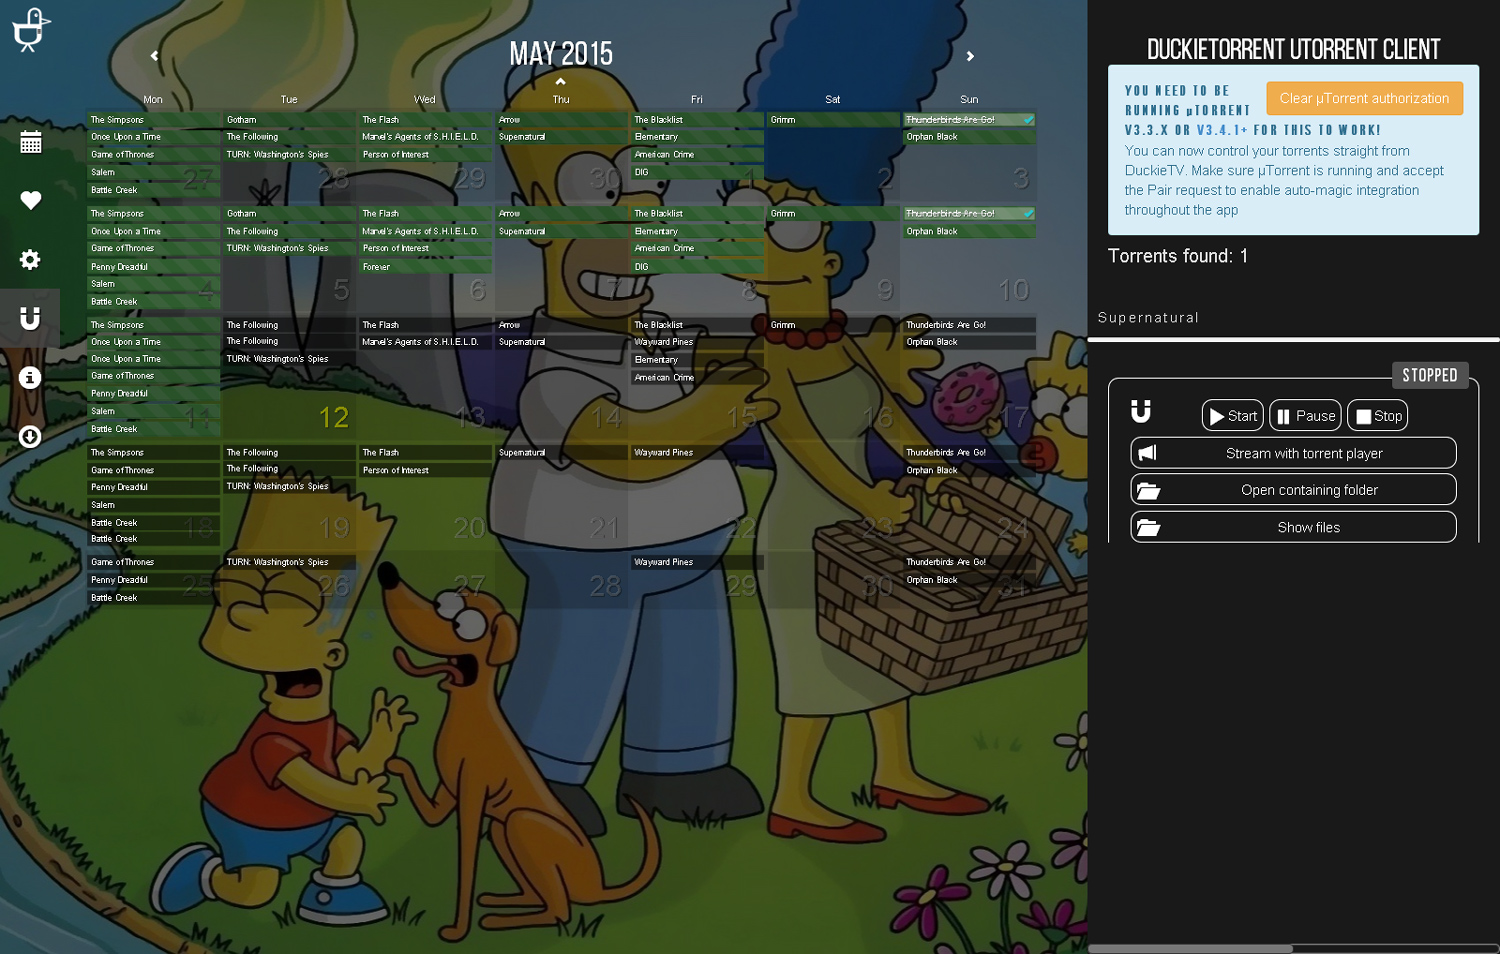 MAY 2015
Mon Tue Wed Thu Fri Sat Sun
The Simpsons Gotham The Flash Arrow The Blacklist Grimm Thunderbirds Are Go!
Once Upon a Time The Following Marvel's Agents of S.H.I.E.L.D. Supernatural Elementary Orphan Black
Game of Thrones TURN: Washington's Spies Person of Interest American Crime
Salem DIG
Battle Creek
27 28 29 30 1 2 3
The Simpsons Gotham The Flash Arrow The Blacklist Grimm Thunderbirds Are Go!
Once Upon a Time The Following Marvel's Agents of S.H.I.E.L.D. Supernatural Elementary Orphan Black
Game of Thrones TURN: Washington's Spies Person of Interest American Crime
Penny Dreadful Forever DIG
Salem
Battle Creek
4 5 6 7 8 9 10
The Simpsons The Following The Flash Arrow The Blacklist Grimm Thunderbirds Are Go!
Once Upon a Time The Following Marvel's Agents of S.H.I.E.L.D. Supernatural Wayward Pines Orphan Black
Once Upon a Time TURN: Washington's Spies Elementary
Game of Thrones American Crime
Penny Dreadful
Salem
Battle Creek
11 12 13 14 15 16 17
The Simpsons The Following The Flash Supernatural Wayward Pines Thunderbirds Are Go!
Game of Thrones The Following Person of Interest Orphan Black
Penny Dreadful TURN: Washington's Spies
Salem
Battle Creek
Battle Creek
18 19 20 21 22 23 24
Game of Thrones TURN: Washington's Spies Wayward Pines Thunderbirds Are Go!
Penny Dreadful Orphan Black
Battle Creek
25 26 27 28 29 30 31
DUCKIETORRENT UTORRENT CLIENT
Clear µTorrent authorization
YOU NEED TO BE
RUNNING µTORRENT
V3.3.X OR V3.4.1+ FOR THIS TO WORK!
You can now control your torrents straight from
DuckieTV. Make sure µTorrent is running and accept
the Pair request to enable auto-magic integration
throughout the app
Torrents found: 1
Supernatural
STOPPED
Start Pause Stop
Stream with torrent player
Open containing folder
Show files